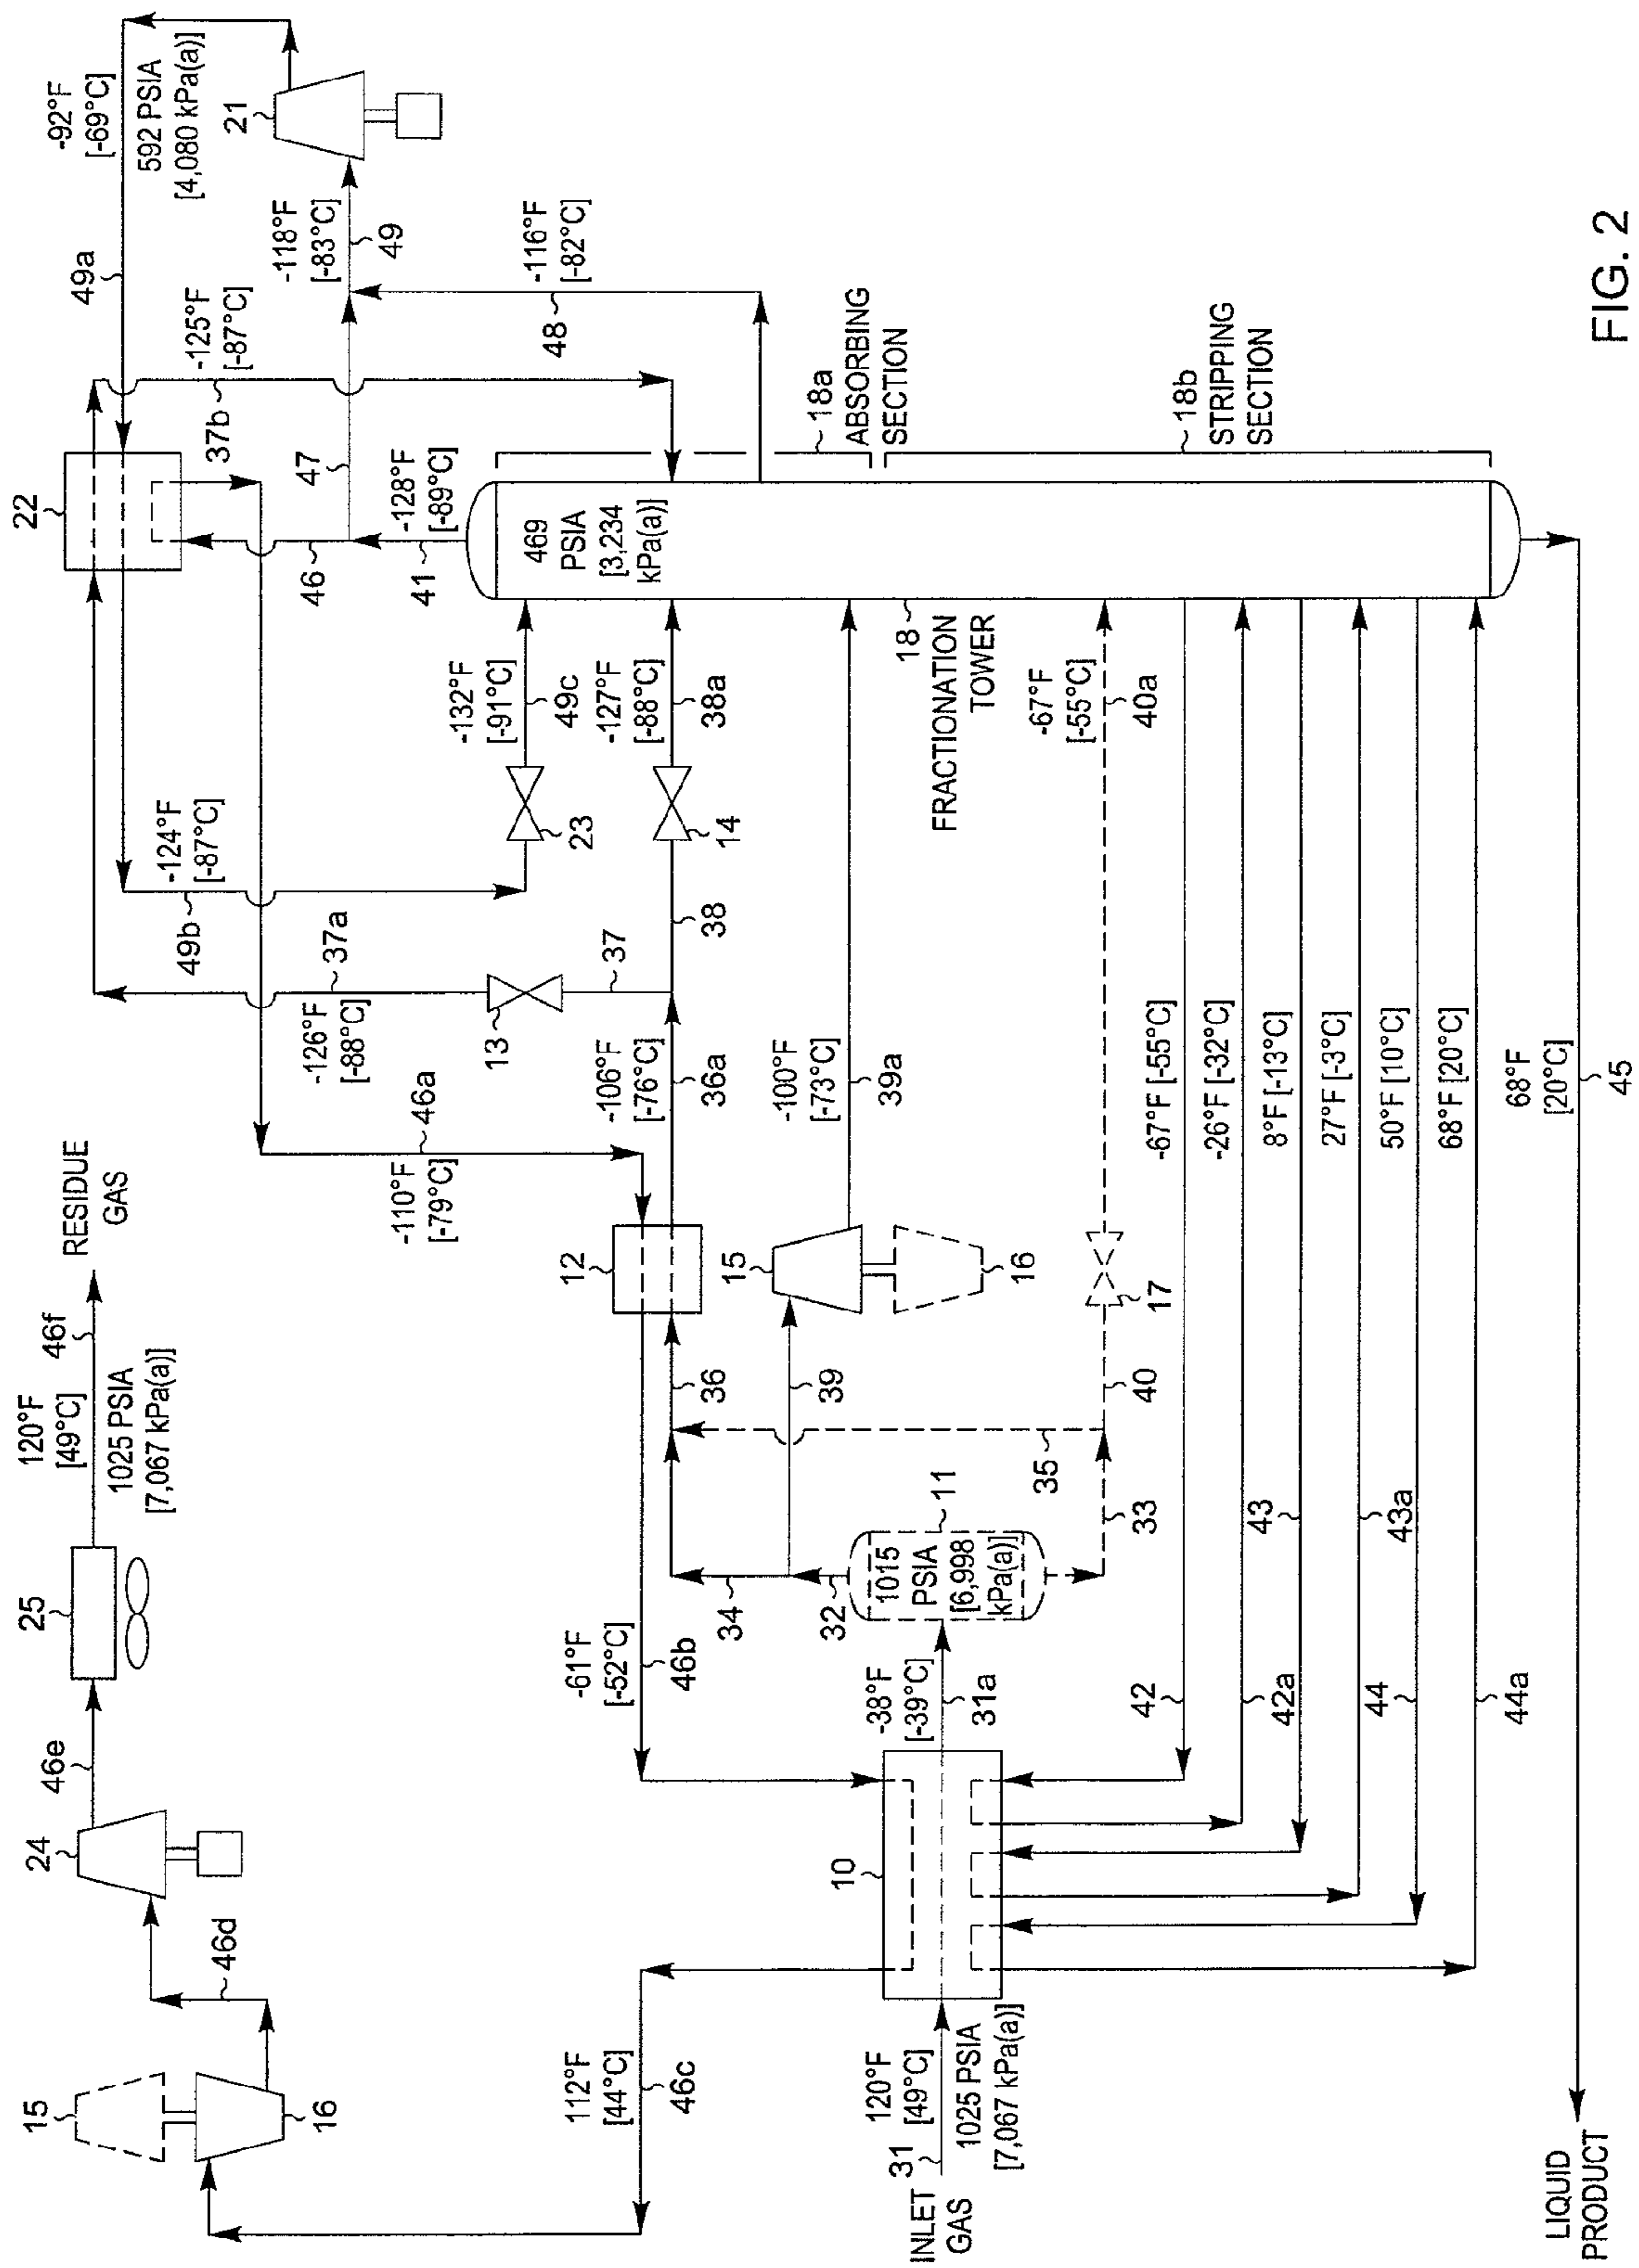 RESIDUE
GAS
120°F
[49°C]
46f
1025 PSIA
[7,067 kPa(a)]
25
46e
24
46d
15
16
-92°F
[-69°C]
592 PSIA
[4,080 kPa(a)]
21
49a
-118°F
[-83°C]
49
-125°F
[-87°C]
37b
-116°F
[-82°C]
48
22
47
-128°F
[-89°C]
46
41
-124°F
[-87°C]
49b
37a
-126°F
[-88°C]
-132°F
[-91°C]
49c
23
-127°F
[-88°C]
38a
14
13
37
38
46a
-110°F
[-79°C]
-106°F
[-76°C]
36a
12
-100°F
[-73°C]
39a
15
16
-67°F
[-55°C]
40a
17
469
PSIA
[3,234
kPa(a)]
18
FRACTIONATION
TOWER
18a
ABSORBING
SECTION
18b
STRIPPING
SECTION
36
39
40
35
33
34
32
11
1015
PSIA
[6,998
kPa(a)]
-61°F
[-52°C]
46b
-38°F
[-39°C]
31a
10
112°F
[44°C]
46c
120°F
[49°C]
31
INLET
GAS
1025 PSIA
[7,067 kPa(a)]
-67°F [-55°C]
42
-26°F [-32°C]
42a
8°F [-13°C]
43
27°F [-3°C]
43a
50°F [10°C]
44
68°F [20°C]
44a
68°F
[20°C]
45
LIQUID
PRODUCT
FIG. 2